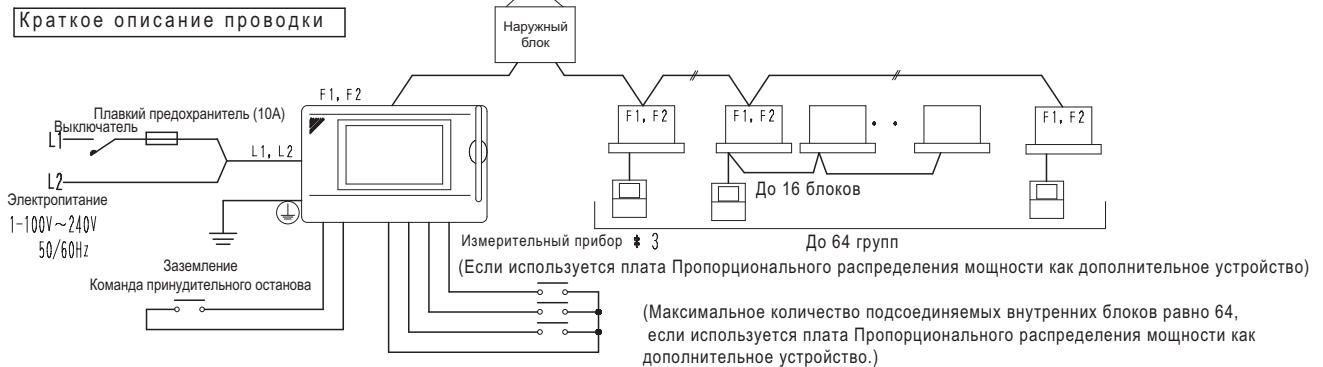 Краткое описание проводки
Наружный
блок
F1, F2
Плавкий предохранитель (10A)
Выключатель
L1
L1, L2
L2
Электропитание
1-100V~240V
50/60Hz
Заземление
Команда принудительного останова
F1, F2
F1, F2
F1, F2
До 16 блоков
Измерительный прибор * 3
До 64 групп
(Если используется плата Пропорционального распределения мощности как дополнительное устройство)
(Максимальное количество подсоединяемых внутренних блоков равно 64,
если используется плата Пропорционального распределения мощности как
дополнительное устройство.)